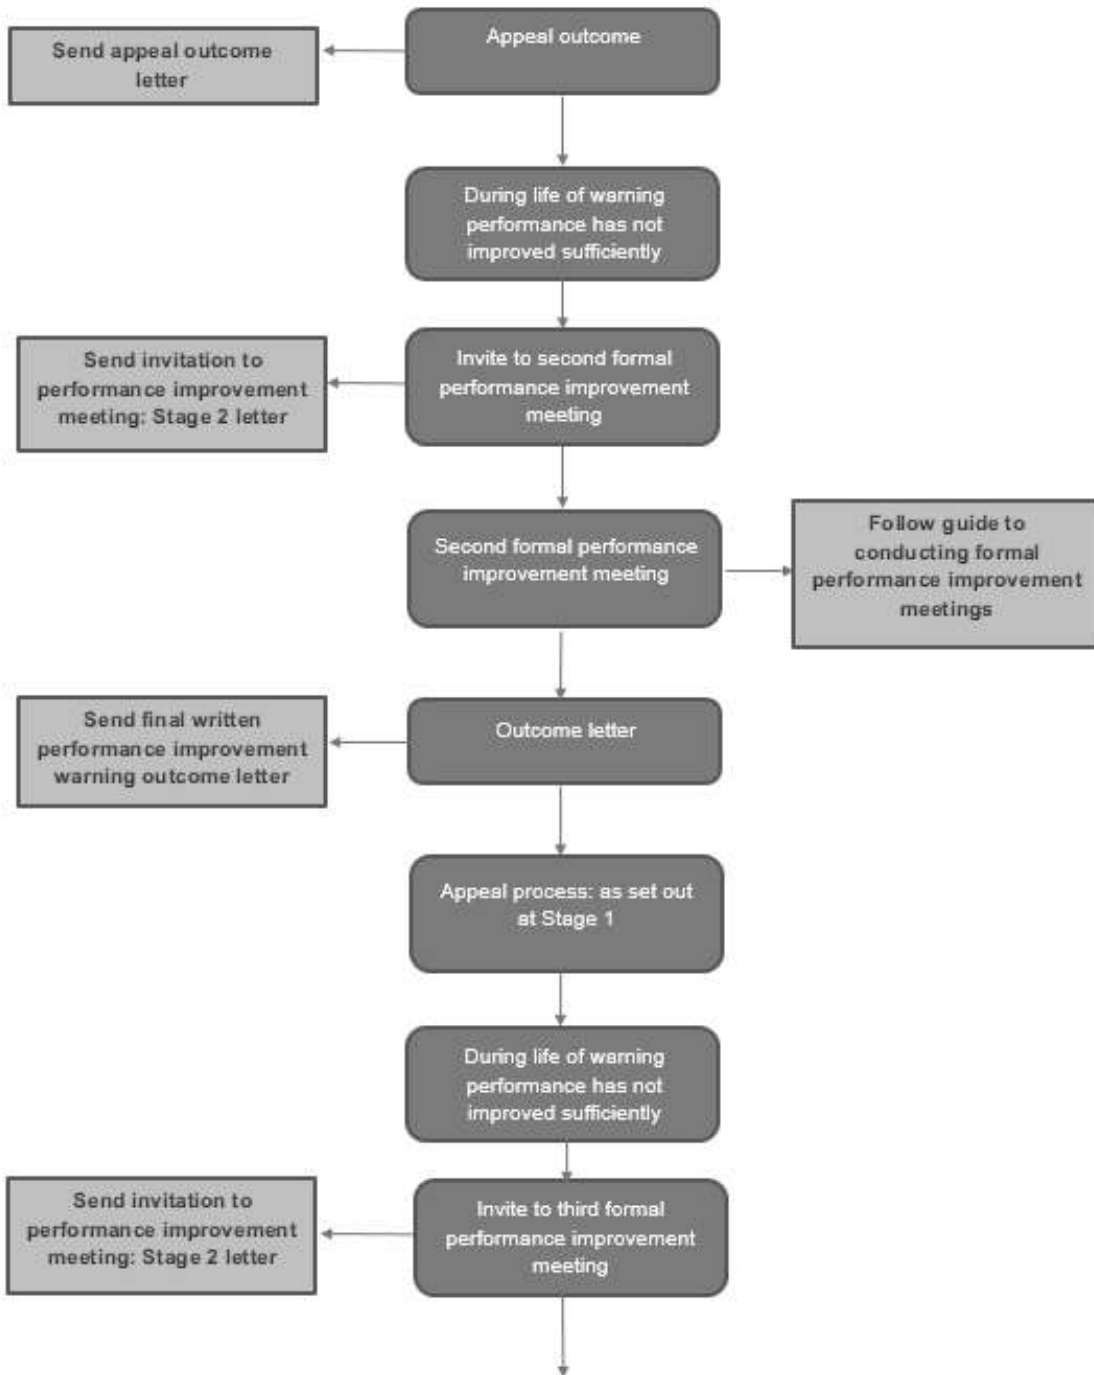 Appeal outcome
Send appeal outcome
letter
During life of warning
performance has not
improved sufficiently
Invite to second formal
performance improvement
meeting
Send invitation to
performance improvement
meeting: Stage 2 letter
Second formal performance
improvement meeting
Follow guide to
conducting formal
performance improvement
meetings
Outcome letter
Send final written
performance improvement
warning outcome letter
Appeal process: as set out
at Stage 1
During life of warning
performance has not
improved sufficiently
Invite to third formal
performance improvement
meeting
Send invitation to
performance improvement
meeting: Stage 2 letter